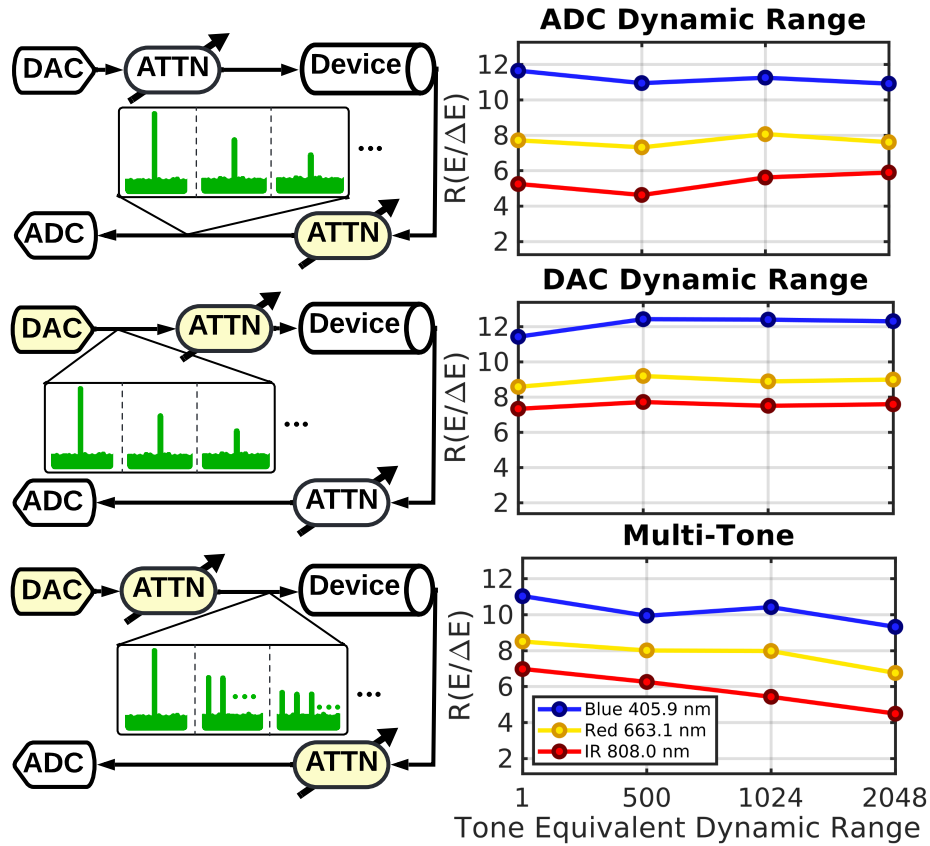 DAC
ATTN
Device
...
ADC
ATTN
ADC Dynamic Range
R(E/ΔE)
12
10
8
6
4
2
DAC
ATTN
Device
...
ADC
ATTN
DAC Dynamic Range
R(E/ΔE)
12
10
8
6
4
2
DAC
ATTN
Device
...
...
...
ADC
ATTN
Multi-Tone
R(E/ΔE)
12
10
8
6
4
2
Blue 405.9 nm
Red 663.1 nm
IR 808.0 nm
1 500 1024 2048
Tone Equivalent Dynamic Range